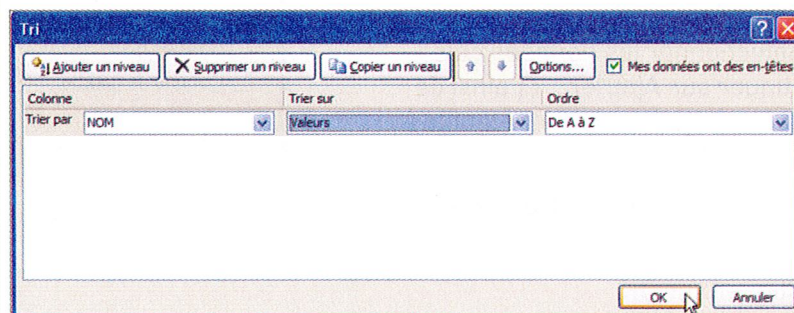 Tri
Ajouter un niveau Supprimer un niveau Copier un niveau Options... Mes données ont des en-têtes
Colonne Trier sur Ordre
Trier par NOM Valeurs De A à Z
OK Annuler